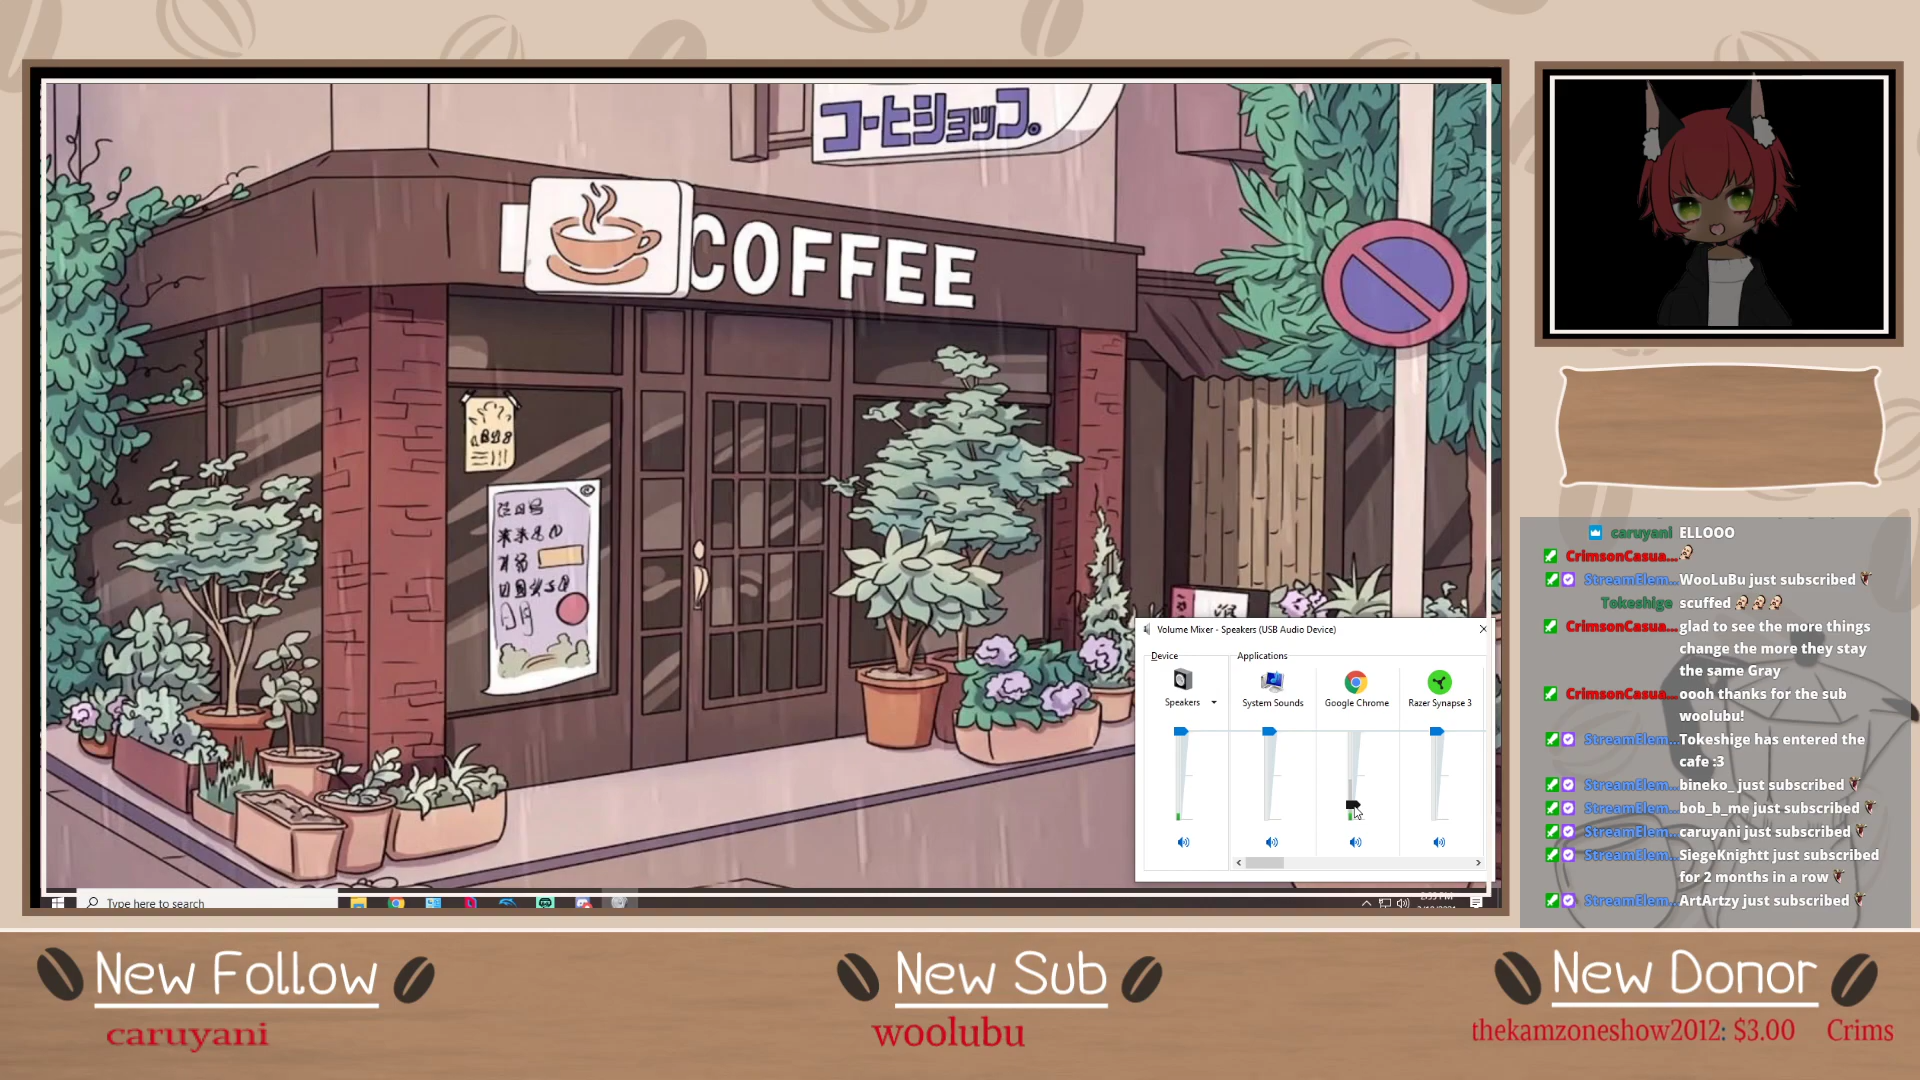 コーヒショップ。
COFFEE
Volume Mixer - Speakers (USB Audio Device)
Device
Applications
Speakers
System Sounds
Google Chrome
Razer Synapse 3
Type here to search
caruyani ELLOOO
CrimsonCasua...
StreamElem... WooLuBu just subscribed
Tokeshige scuffed
CrimsonCasua... glad to see the more things
change the more they stay
the same Gray
CrimsonCasua... oooh thanks for the sub
woolubu!
StreamElem... Tokeshige has entered the
cafe :3
StreamElem... bineko_ just subscribed
StreamElem... bob_b_me just subscribed
StreamElem... caruyani just subscribed
StreamElem... SiegeKnightt just subscribed
for 2 months in a row
StreamElem... ArtArtzy just subscribed
New Follow
caruyani
New Sub
woolubu
New Donor
thekamzoneshow2012: $3.00 Crims